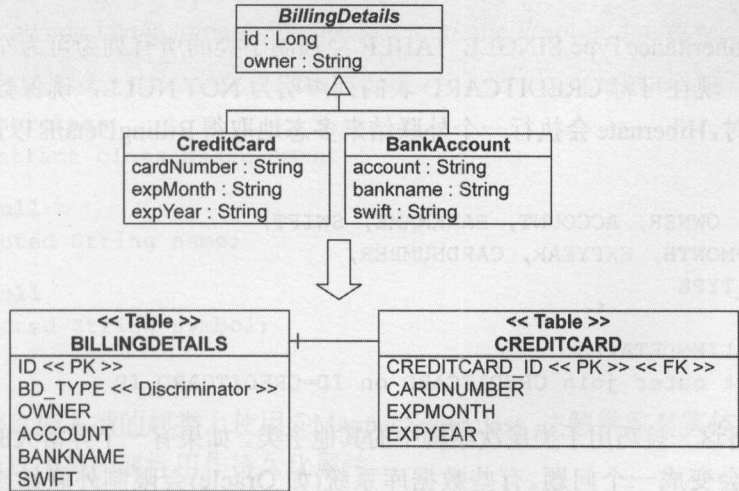 BillingDetails
id : Long
owner : String
CreditCard
cardNumber : String
expMonth : String
expYear : String
BankAccount
account : String
bankname : String
swift : String
<< Table >>
BILLINGDETAILS
ID << PK >>
BD_TYPE << Discriminator >>
OWNER
ACCOUNT
BANKNAME
SWIFT
<< Table >>
CREDITCARD
CREDITCARD_ID << PK >> << FK >>
CARDNUMBER
EXPMONTH
EXPYEAR